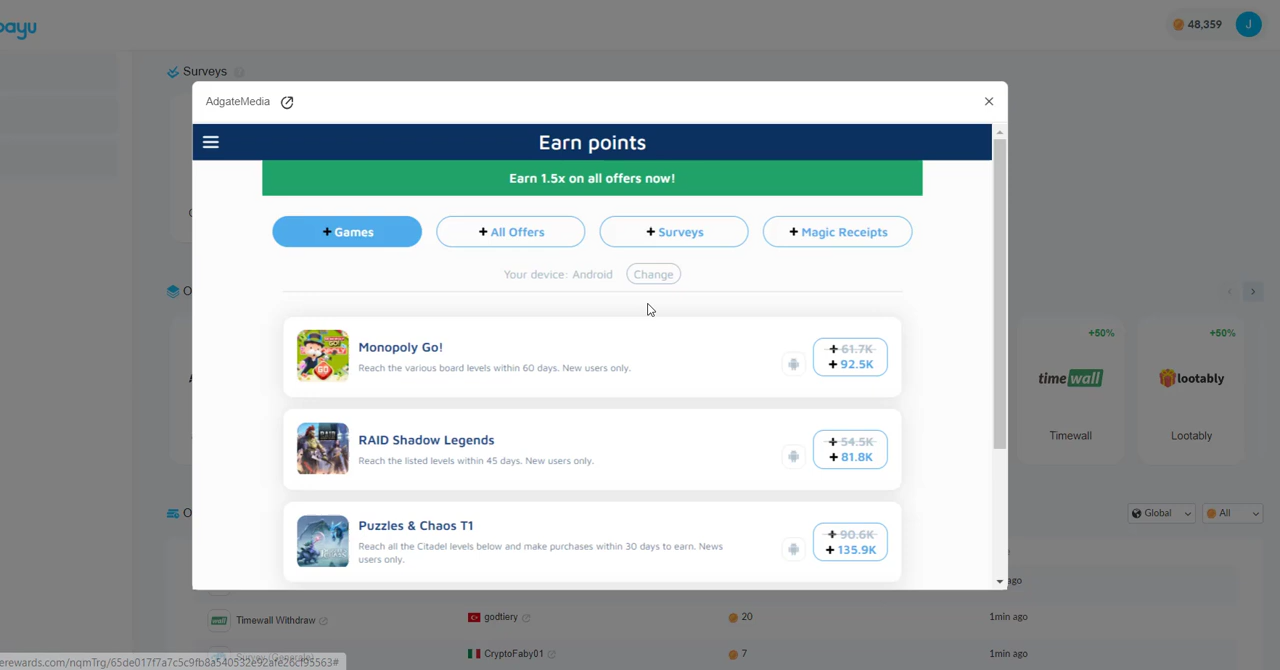 bayu
48,359
J
Surveys
AdgateMedia
Earn points
Earn 1.5x on all offers now!
+ Games
+ All Offers
+ Surveys
+ Magic Receipts
Your device: Android
Change
Monopoly Go!
Reach the various board levels within 60 days. New users only.
+ 61.7K
+ 92.5K
RAID Shadow Legends
Reach the listed levels within 45 days. New users only.
+ 54.5K
+ 81.8K
Puzzles & Chaos T1
Reach all the Citadel levels below and make purchases within 30 days to earn. News
users only.
+ 90.6K
+ 135.9K
+50%
+50%
timewall
lootably
Timewall
Lootably
Global
All
ago
wall
Timewall Withdraw
godtiery
20
1min ago
CryptoFaby01
7
1min ago